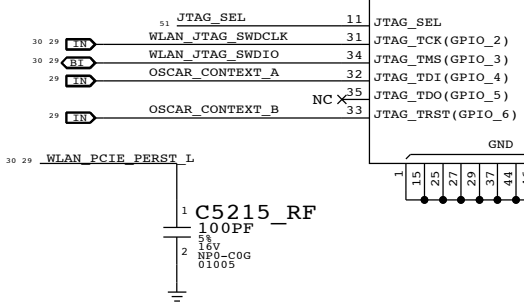 51 JTAG_SEL 11 JTAG_SEL
30 29 IN WLAN_JTAG_SWDCLK 31 JTAG_TCK(GPIO_2)
30 29 BI WLAN_JTAG_SWDIO 34 JTAG_TMS(GPIO_3)
29 IN OSCAR_CONTEXT_A 32 JTAG_TDI(GPIO_4)
NC 35 JTAG_TDO(GPIO_5)
29 IN OSCAR_CONTEXT_B 33 JTAG_TRST(GPIO_6)
GND
30 29 WLAN_PCIE_PERST_L
1 15 25 27 29 37 44
1 C5215_RF
100PF
5%
16V
2 NP0-C0G
01005